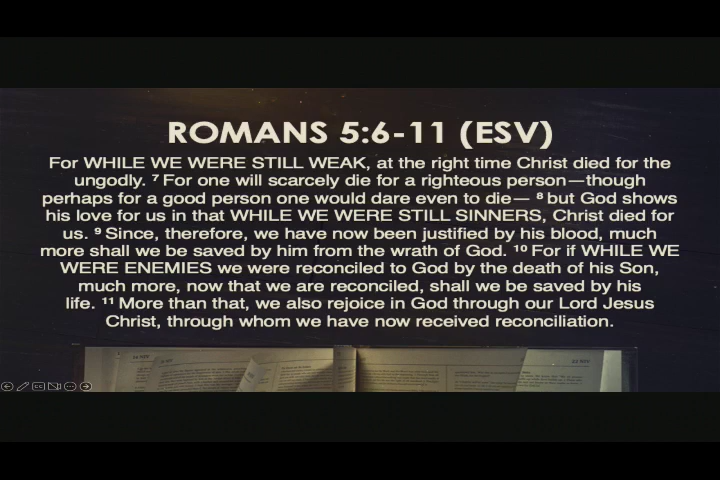 ROMANS 5:6-11 (ESV)
For WHILE WE WERE STILL WEAK, at the right time Christ died for the
ungodly. ⁷ For one will scarcely die for a righteous person—though
perhaps for a good person one would dare even to die— ⁸ but God shows
his love for us in that WHILE WE WERE STILL SINNERS, Christ died for
us. ⁹ Since, therefore, we have now been justified by his blood, much
more shall we be saved by him from the wrath of God. ¹⁰ For if WHILE WE
WERE ENEMIES we were reconciled to God by the death of his Son,
much more, now that we are reconciled, shall we be saved by his
life. ¹¹ More than that, we also rejoice in God through our Lord Jesus
Christ, through whom we have now received reconciliation.